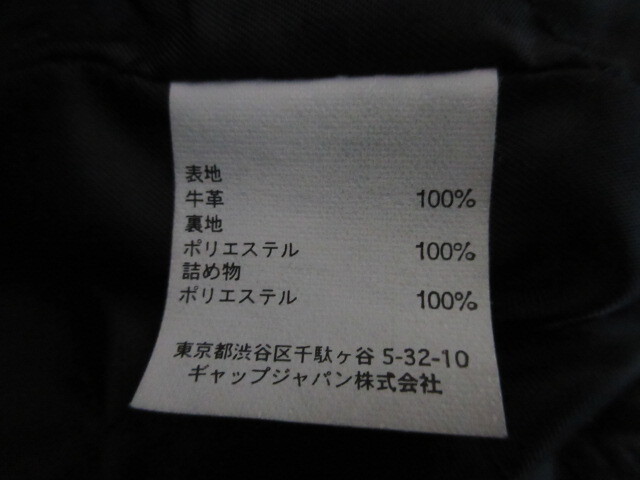 表地
牛革 100%
裏地
ポリエステル 100%
詰め物
ポリエステル 100%
東京都渋谷区千駄ヶ谷 5-32-10
ギャップジャパン株式会社